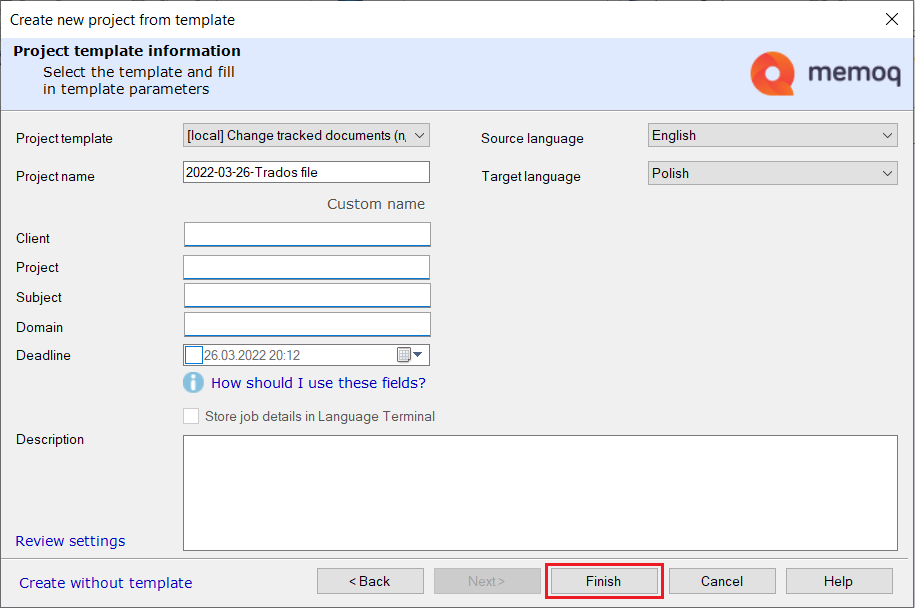 Create new project from template
Project template information
Select the template and fill
in template parameters
memoq
Project template
[local] Change tracked documents (n,
Source language
English
Project name
2022-03-26-Trados file
Target language
Polish
Custom name
Client
Project
Subject
Domain
Deadline
26.03.2022 20:12
How should I use these fields?
Store job details in Language Terminal
Description
Review settings
Create without template
< Back
Next >
Finish
Cancel
Help